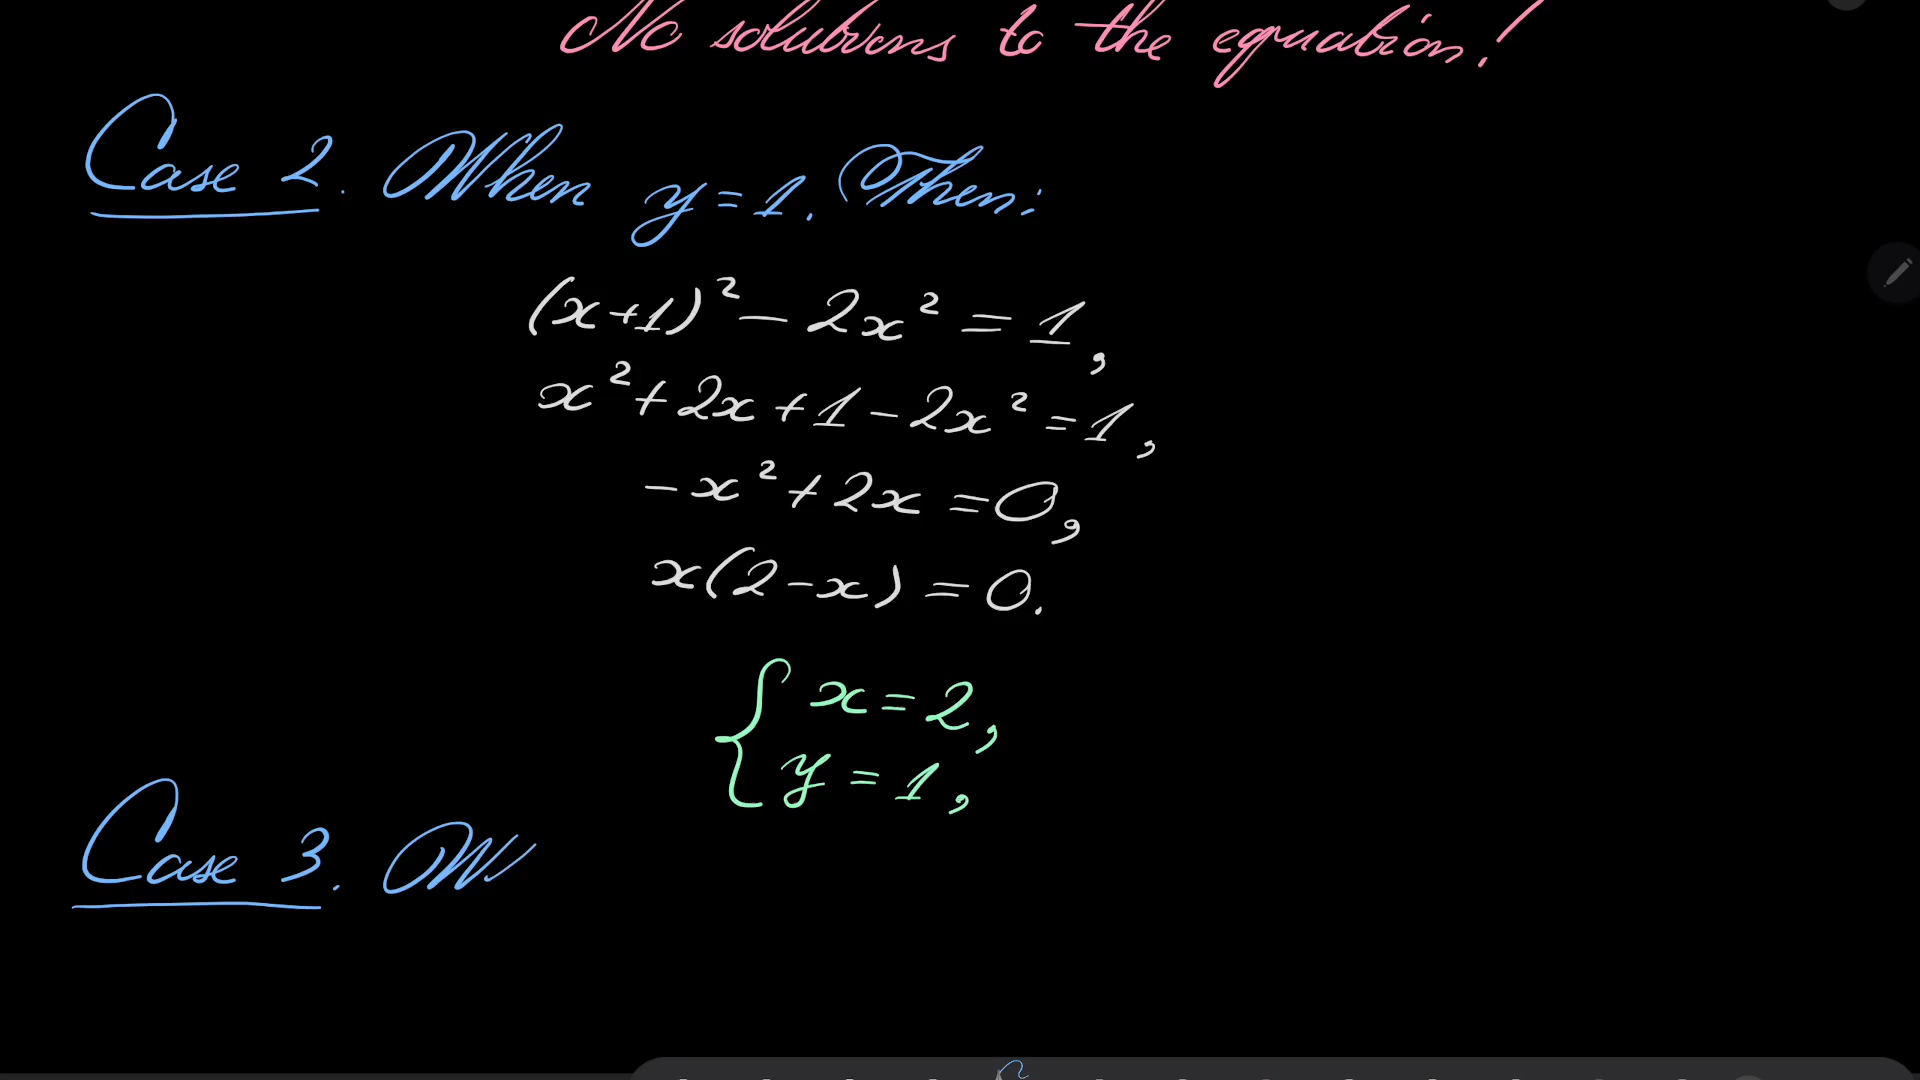 No solutions to the equation!
Case 2. When y=1. Then:
(x+1)² - 2x² = 1,
x² + 2x + 1 - 2x² = 1,
-x² + 2x = 0,
x(2-x) = 0.
{ x = 2,
y = 1,
Case 3. W